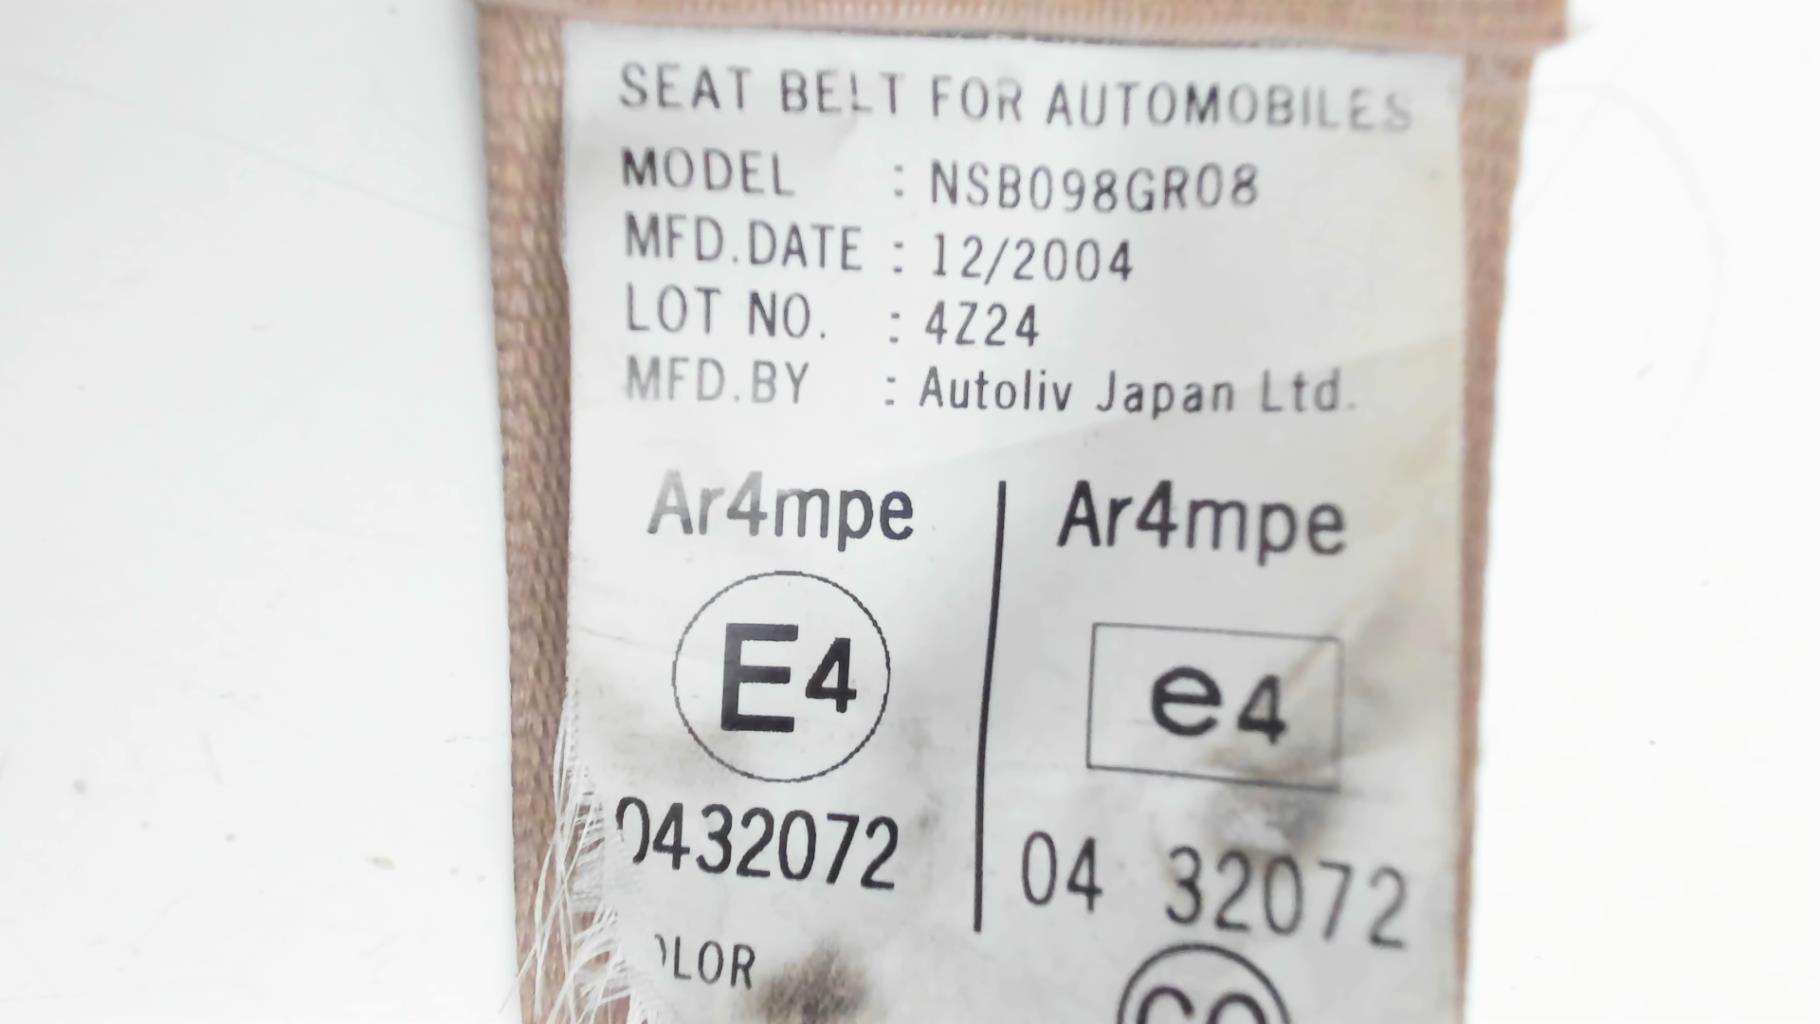 SEAT BELT FOR AUTOMOBILES
MODEL : NSB098GR08
MFD.DATE : 12/2004
LOT NO. : 4Z24
MFD.BY : Autoliv Japan Ltd.
Ar4mpe
E4
0432072
Ar4mpe
e4
04 32072